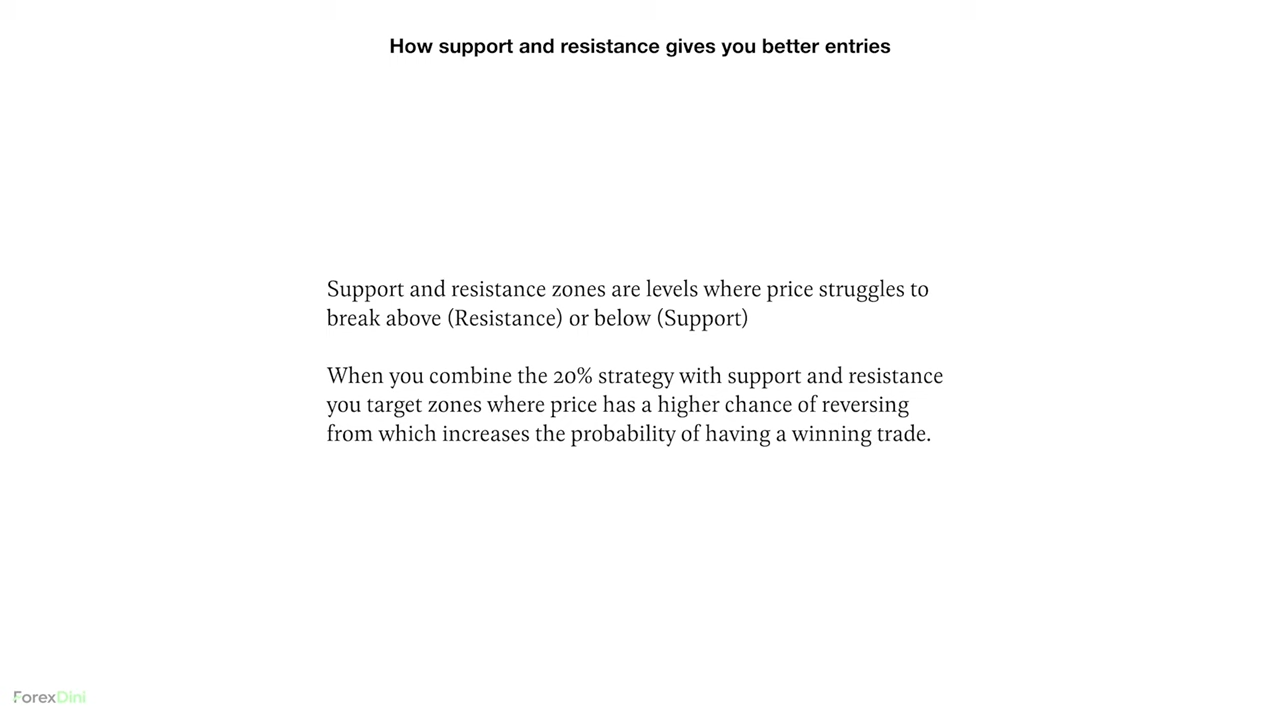 How support and resistance gives you better entries
Support and resistance zones are levels where price struggles to
break above (Resistance) or below (Support)
When you combine the 20% strategy with support and resistance
you target zones where price has a higher chance of reversing
from which increases the probability of having a winning trade.
ForexDini